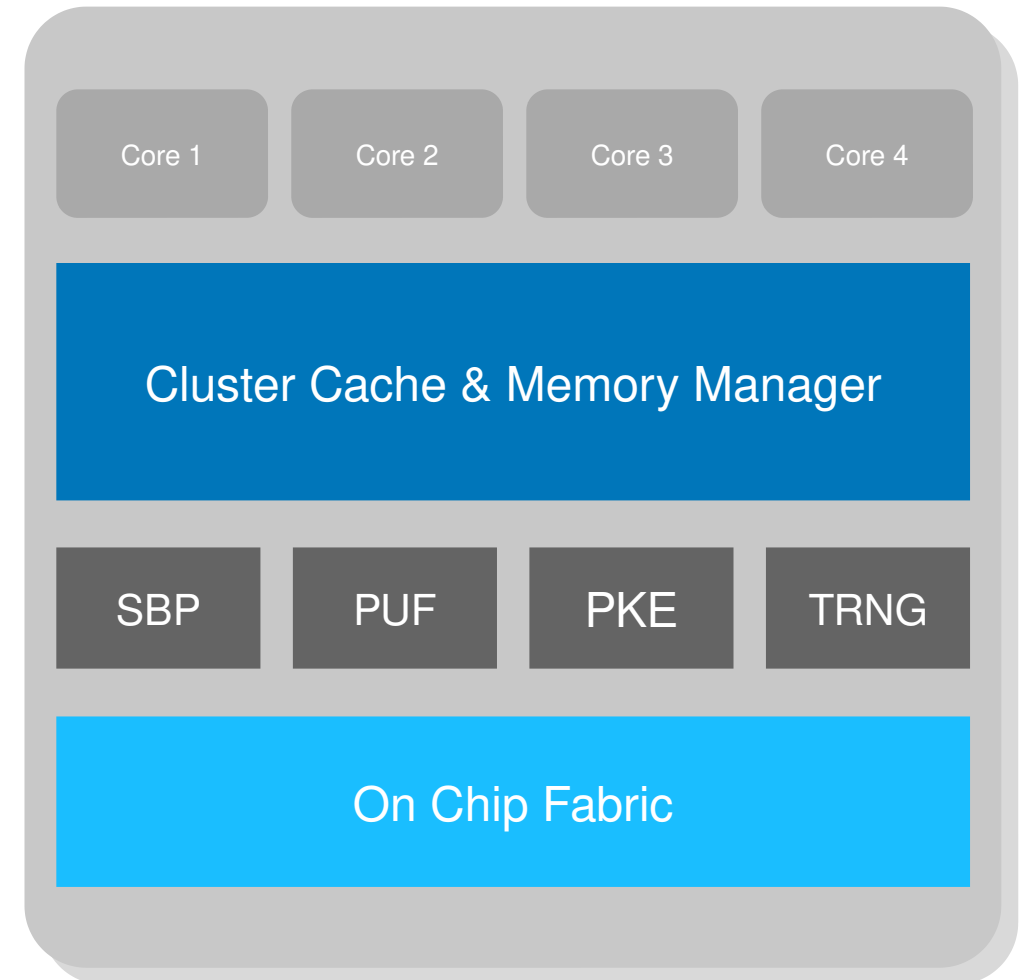 Core 1
Core 2
Core 3
Core 4
Cluster Cache & Memory Manager
SBP
PUF
PKE
TRNG
On Chip Fabric